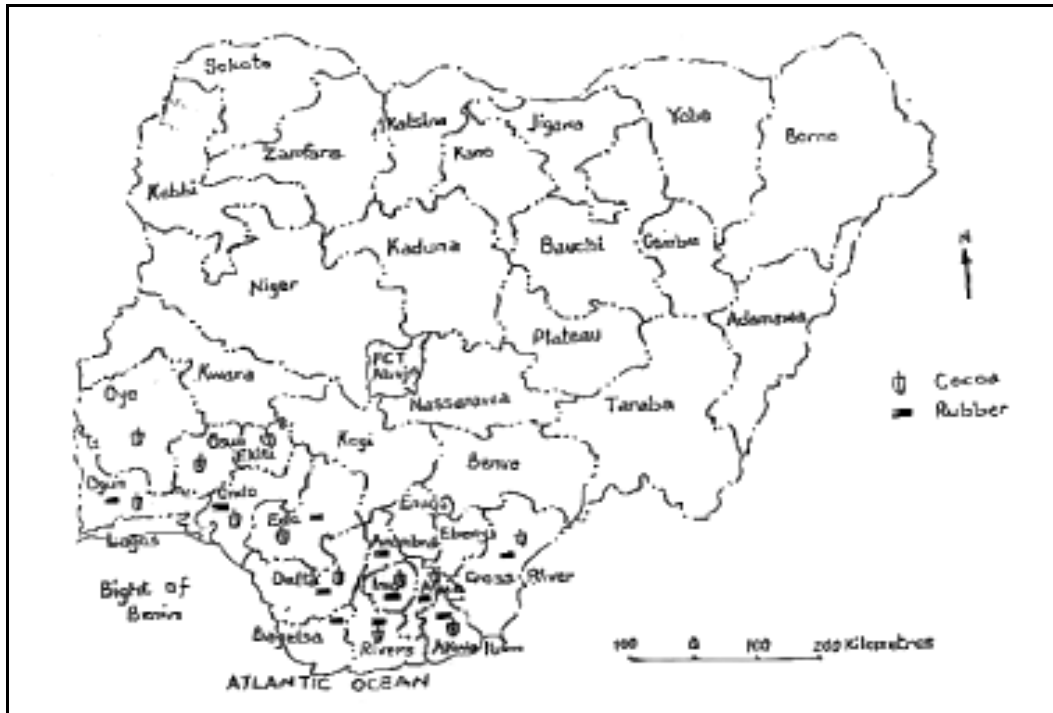 Sokoto
Katsina
Jigawa
Yobe
Borno
Kano
Zamfara
Kebbi
Kaduna
Bauchi
Gombe
N
Niger
Plateau
Adamawa
FCT
Abuja
Kwara
Nassarawa
Taraba
Cocoa
Rubber
Oyo
Kogi
Osun
Ekiti
Benue
Ogun
Ondo
Edo
Enugu
Ebonyi
Anambra
Lagos
Delta
Imo
Abia
Cross River
Bight of
Benin
Bayelsa
Rivers
Akwa Ibom
100 0 100 200 Kilometres
ATLANTIC OCEAN